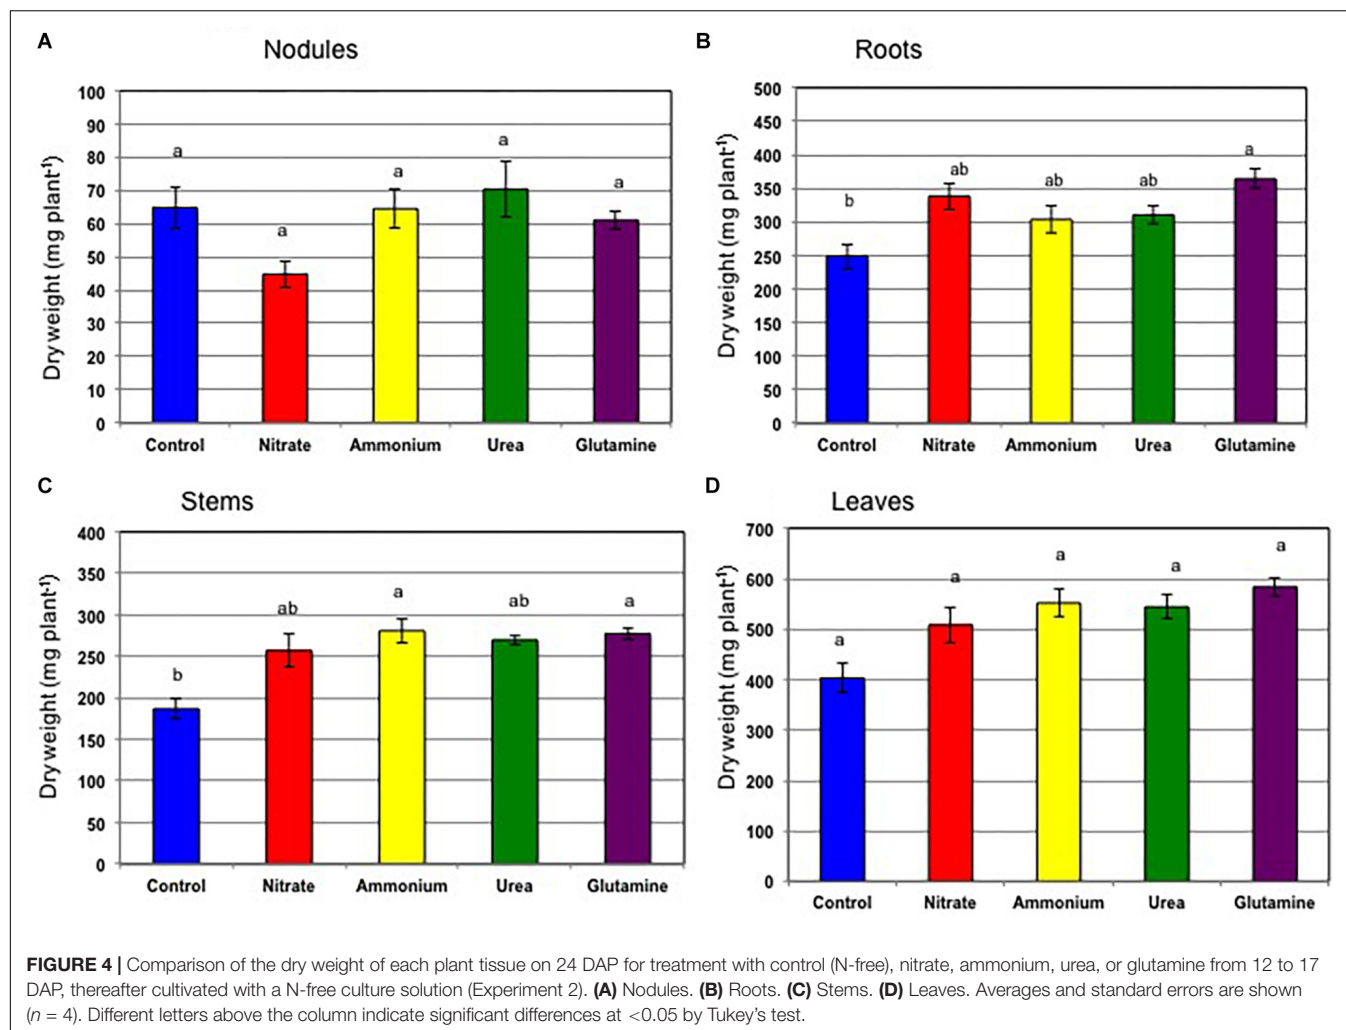 A
Nodules
Dry weight (mg plant-1)
100
90
80
70
60
50
40
30
20
10
0
a
a
a
a
a
Control
Nitrate
Ammonium
Urea
Glutamine
B
Roots
Dry weight (mg plant-1)
500
450
400
350
300
250
200
150
100
50
0
b
ab
ab
ab
a
Control
Nitrate
Ammonium
Urea
Glutamine
C
Stems
Dry weight (mg plant-1)
400
350
300
250
200
150
100
50
0
b
ab
a
ab
a
Control
Nitrate
Ammonium
Urea
Glutamine
D
Leaves
Dry weight (mg plant-1)
700
600
500
400
300
200
100
0
a
a
a
a
a
Control
Nitrate
Ammonium
Urea
Glutamine
FIGURE 4 | Comparison of the dry weight of each plant tissue on 24 DAP for treatment with control (N-free), nitrate, ammonium, urea, or glutamine from 12 to 17
DAP, thereafter cultivated with a N-free culture solution (Experiment 2). (A) Nodules. (B) Roots. (C) Stems. (D) Leaves. Averages and standard errors are shown
(n = 4). Different letters above the column indicate significant differences at <0.05 by Tukey's test.